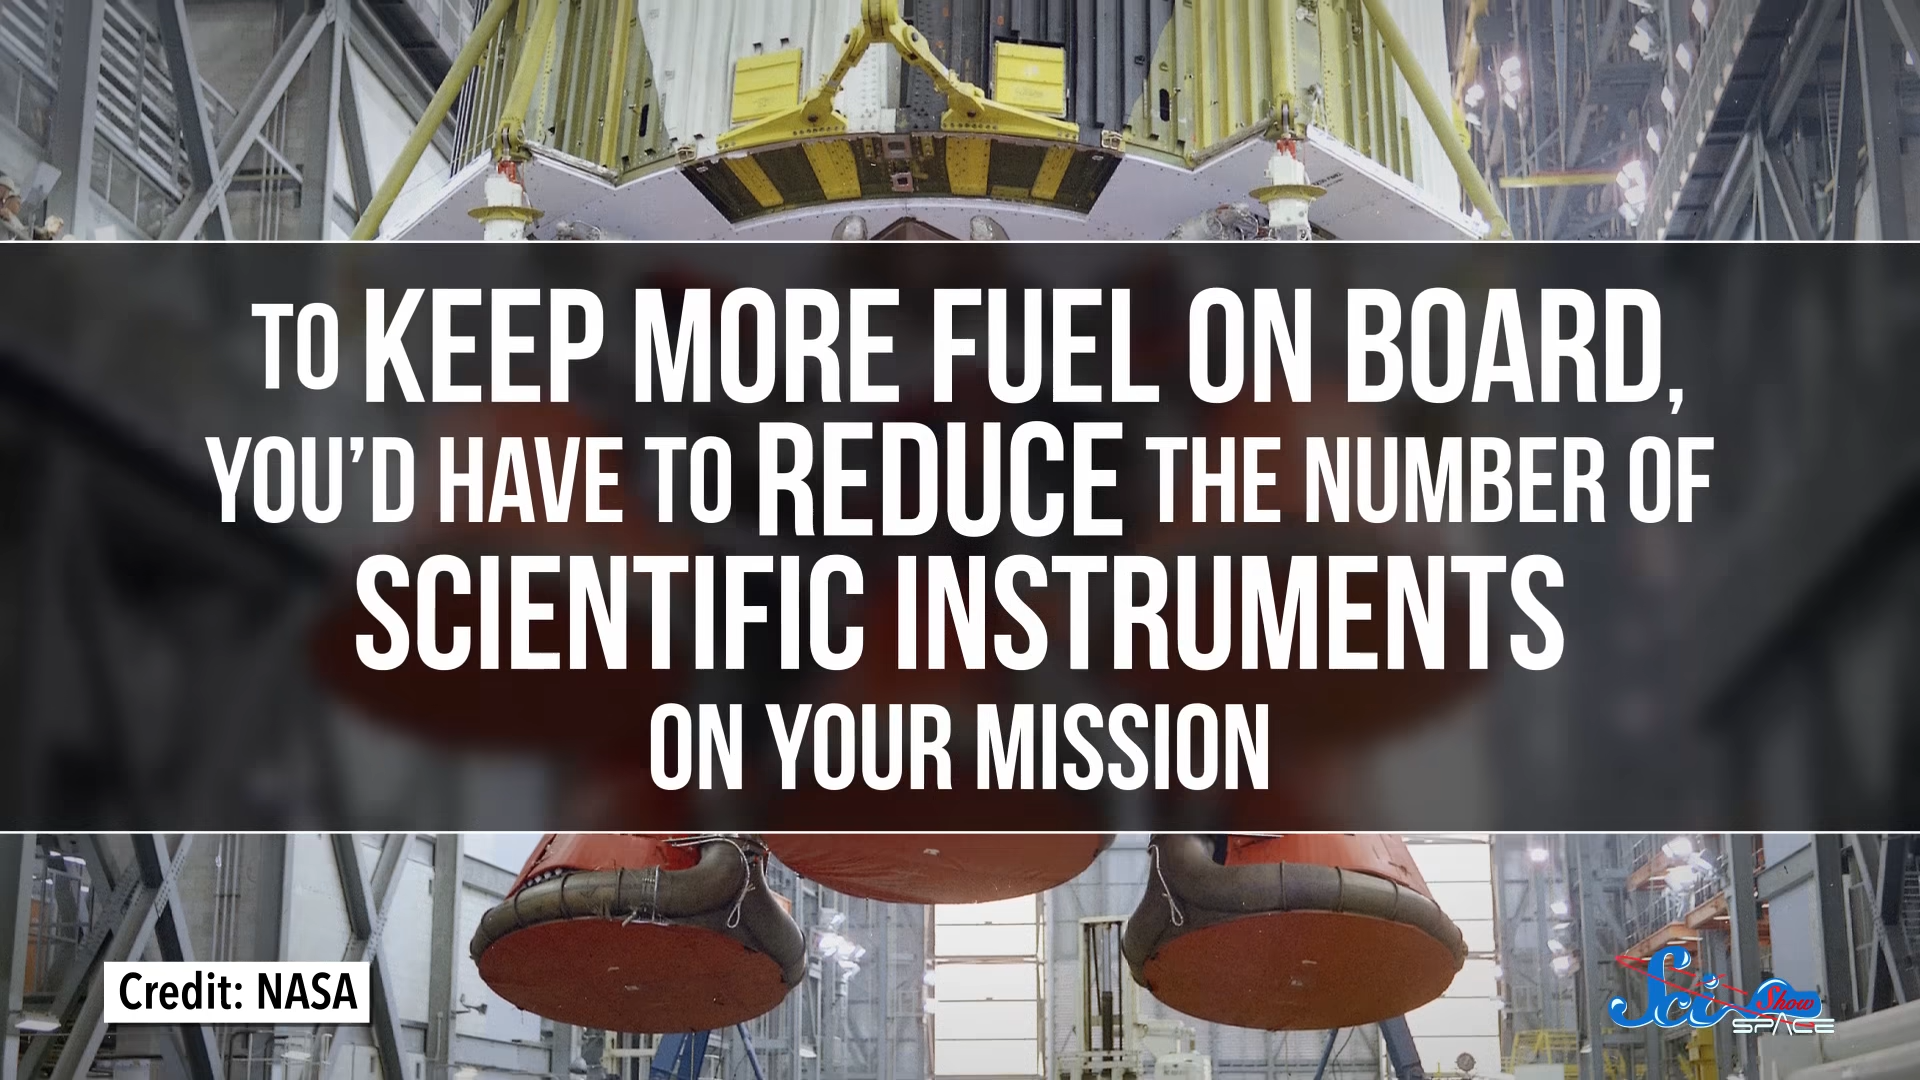 TO KEEP MORE FUEL ON BOARD,
YOU'D HAVE TO REDUCE THE NUMBER OF
SCIENTIFIC INSTRUMENTS
ON YOUR MISSION
Credit: NASA
Sci Show
SPACE